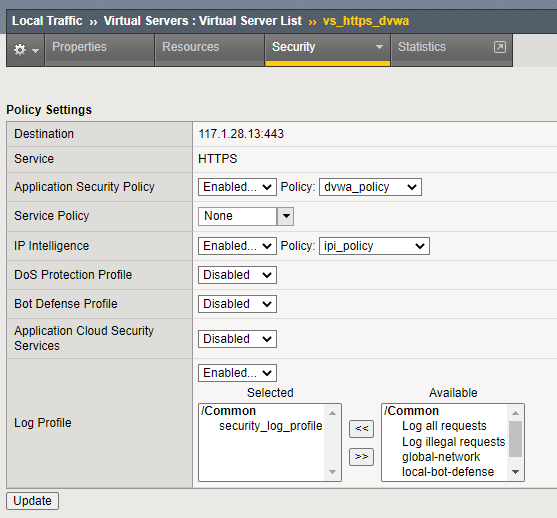 Local Traffic ›› Virtual Servers : Virtual Server List ›› vs_https_dvwa
Properties Resources Security Statistics
Policy Settings
Destination 117.1.28.13:443
Service HTTPS
Application Security Policy Enabled... Policy: dvwa_policy
Service Policy None
IP Intelligence Enabled... Policy: ipi_policy
DoS Protection Profile Disabled
Bot Defense Profile Disabled
Application Cloud Security
Services Disabled
Log Profile Enabled...
Selected Available
/Common /Common
security_log_profile Log all requests
<< Log illegal requests
>> global-network
local-bot-defense
Update